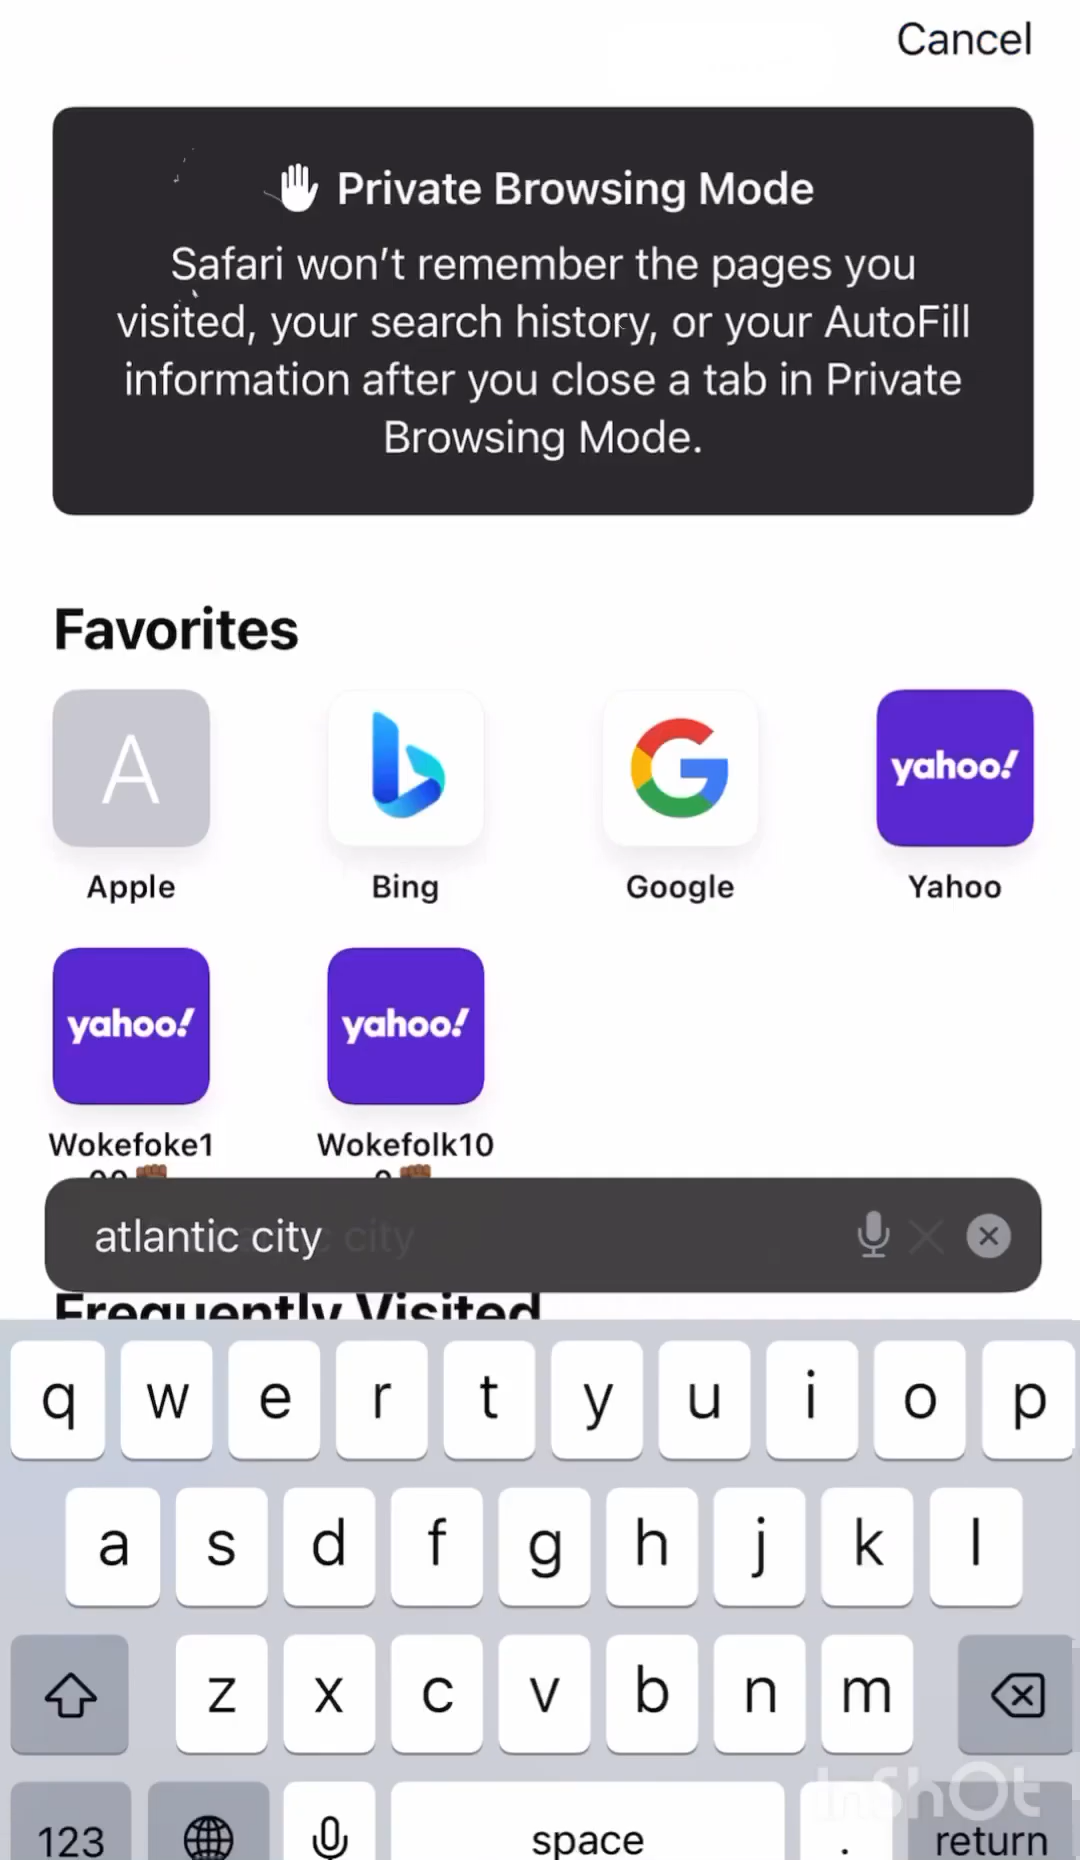 Cancel
Private Browsing Mode
Safari won't remember the pages you
visited, your search history, or your AutoFill
information after you close a tab in Private
Browsing Mode.
Favorites
A
yahoo!
Apple Bing Google Yahoo
yahoo! yahoo!
Wokefoke1 Wokefolk10
atlantic city city
Frequently Visited
q w e r t y u i o p
a s d f g h j k l
z x c v b n m
InShOt
123 space . return